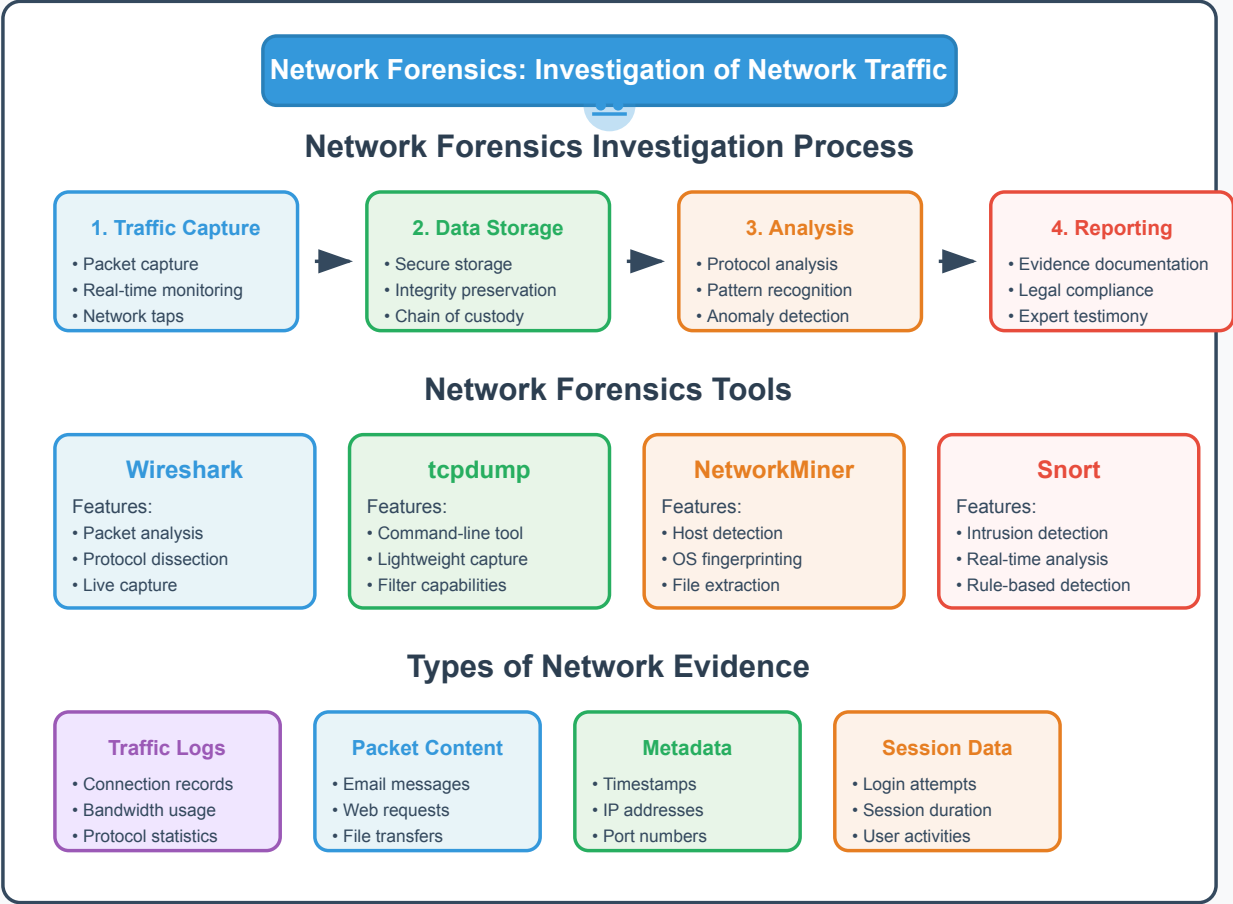 Network Forensics: Investigation of Network Traffic
Network Forensics Investigation Process
1. Traffic Capture
• Packet capture
• Real-time monitoring
• Network taps
2. Data Storage
• Secure storage
• Integrity preservation
• Chain of custody
3. Analysis
• Protocol analysis
• Pattern recognition
• Anomaly detection
4. Reporting
• Evidence documentation
• Legal compliance
• Expert testimony
Network Forensics Tools
Wireshark
Features:
• Packet analysis
• Protocol dissection
• Live capture
tcpdump
Features:
• Command-line tool
• Lightweight capture
• Filter capabilities
NetworkMiner
Features:
• Host detection
• OS fingerprinting
• File extraction
Snort
Features:
• Intrusion detection
• Real-time analysis
• Rule-based detection
Types of Network Evidence
Traffic Logs
• Connection records
• Bandwidth usage
• Protocol statistics
Packet Content
• Email messages
• Web requests
• File transfers
Metadata
• Timestamps
• IP addresses
• Port numbers
Session Data
• Login attempts
• Session duration
• User activities